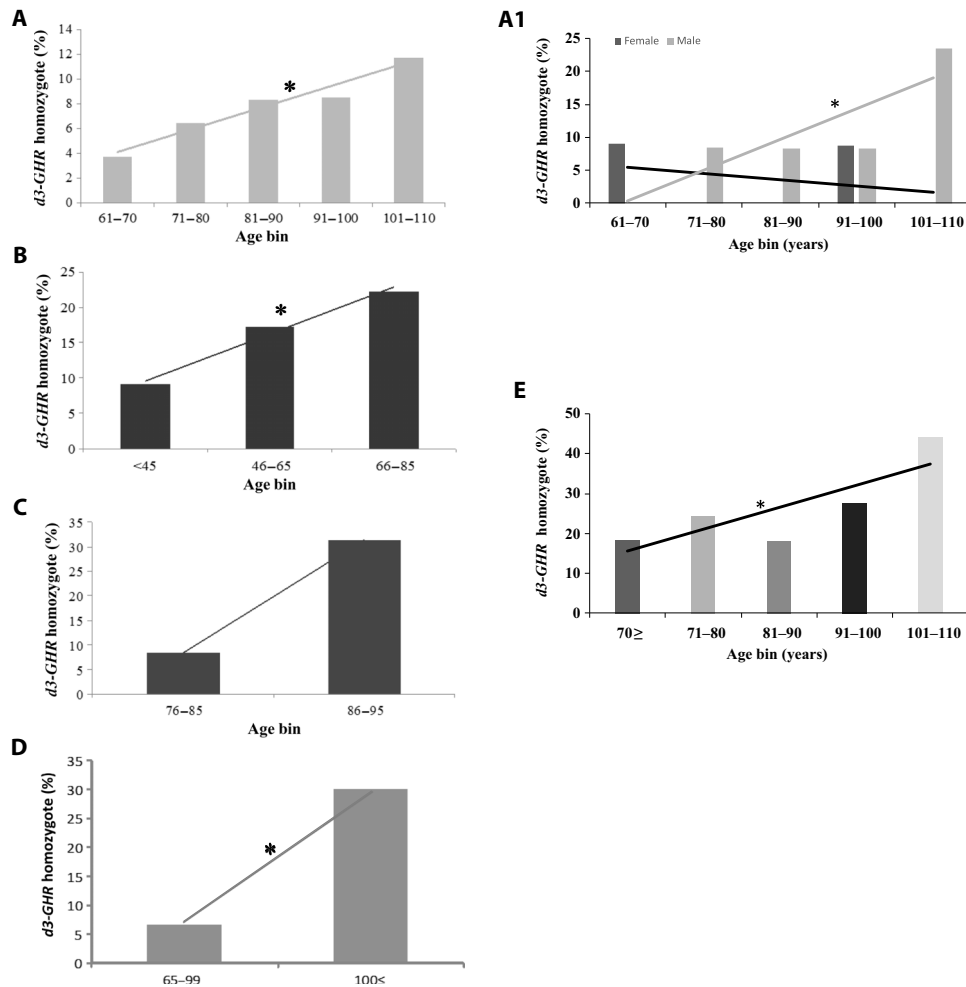 A
d3-GHR homozygote (%)
14
12
10
8
6
4
2
0
*
61–70 71–80 81–90 91–100 101–110
Age bin
A1
d3-GHR homozygote (%)
Female Male
25
20
15
10
5
0
*
61–70 71–80 81–90 91–100 101–110
Age bin (years)
B
d3-GHR homozygote (%)
25
20
15
10
5
0
*
<45 46–65 66–85
Age bin
C
d3-GHR homozygote (%)
35
30
25
20
15
10
5
0
76–85 86–95
Age bin
D
d3-GHR homozygote (%)
35
30
25
20
15
10
5
0
*
65–99 100≤
E
d3-GHR homozygote (%)
50
40
30
20
10
0
*
70≥ 71–80 81–90 91–100 101–110
Age bin (years)